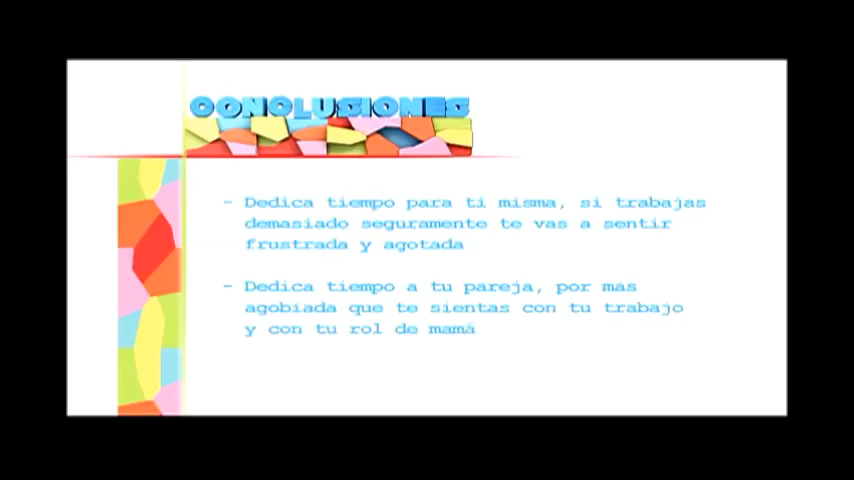 CONCLUSIONES
- Dedica tiempo para ti misma, si trabajas
demasiado seguramente te vas a sentir
frustrada y agotada
- Dedica tiempo a tu pareja, por más
agobiada que te sientas con tu trabajo
y con tu rol de mamá